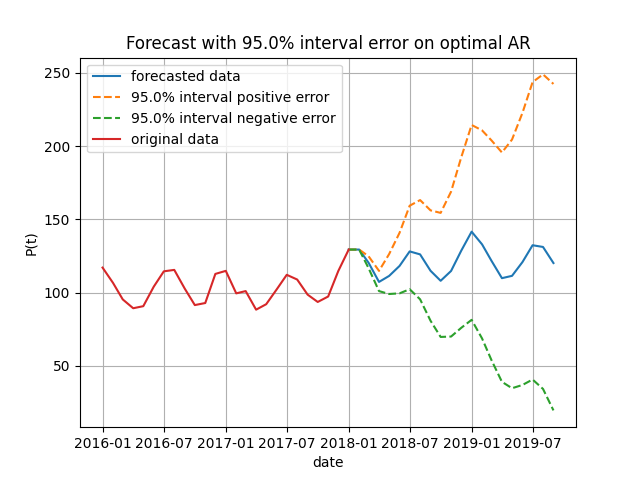 Forecast with 95.0% interval error on optimal AR
forecasted data
95.0% interval positive error
95.0% interval negative error
original data
P(t)
250
200
150
100
50
2016-01 2016-07 2017-01 2017-07 2018-01 2018-07 2019-01 2019-07
date